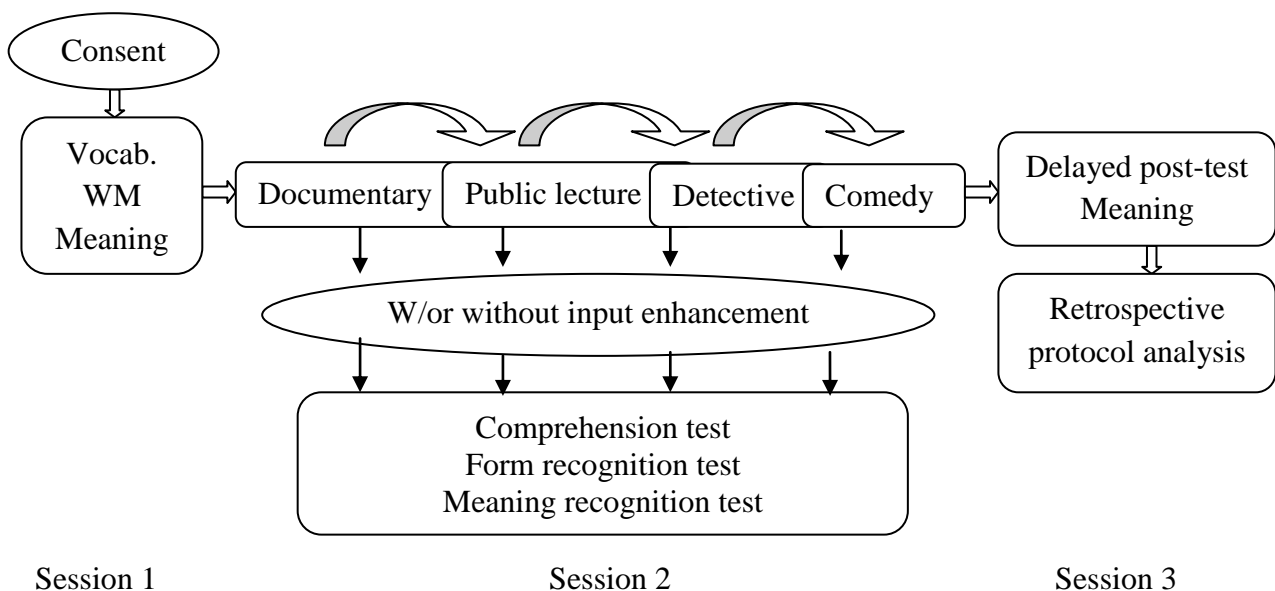 Consent
Vocab.
WM
Meaning
Documentary
Public lecture
Detective
Comedy
W/or without input enhancement
Comprehension test
Form recognition test
Meaning recognition test
Delayed post-test
Meaning
Retrospective
protocol analysis
Session 1
Session 2
Session 3